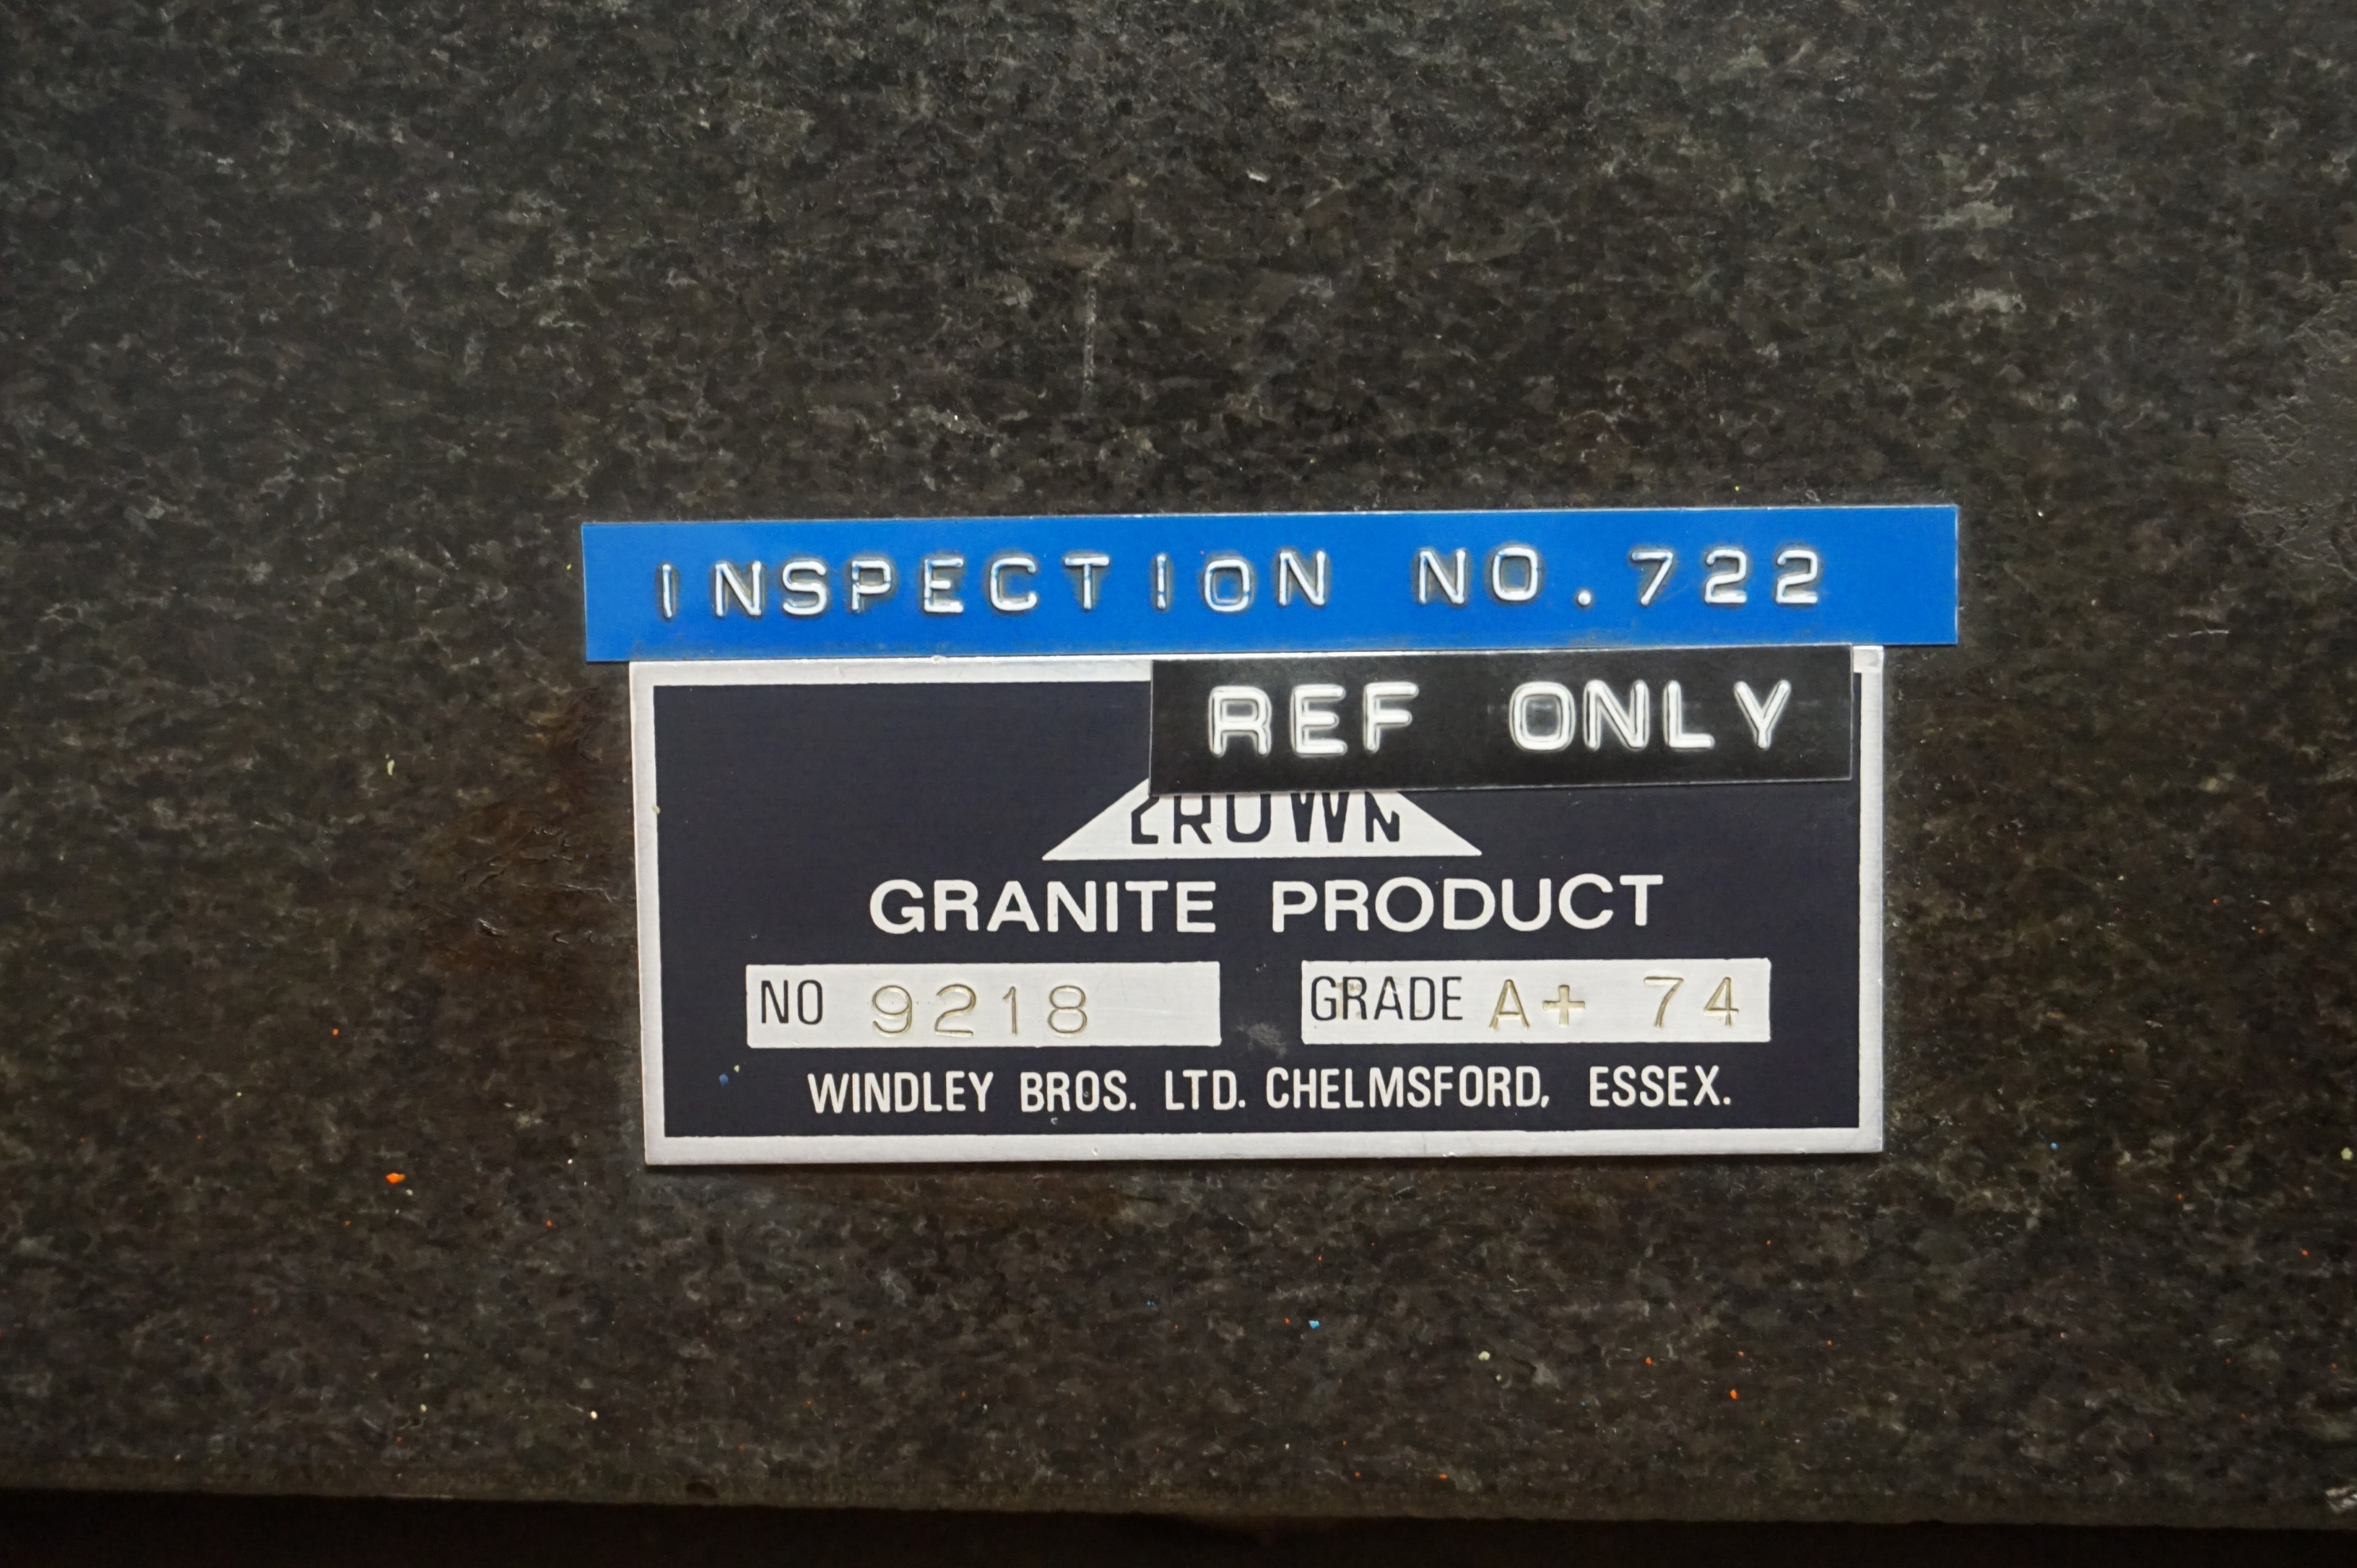 INSPECTION NO.722
REF ONLY
CROWN
GRANITE PRODUCT
NO 9218 GRADE A+ 74
WINDLEY BROS. LTD. CHELMSFORD, ESSEX.